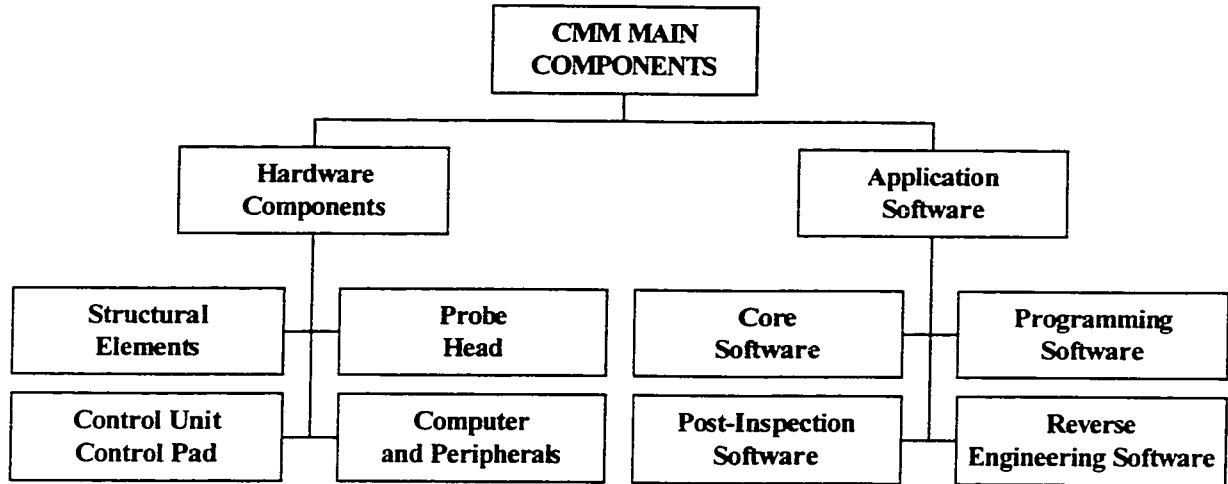 CMM MAIN
COMPONENTS
Hardware
Components
Application
Software
Structural
Elements
Probe
Head
Core
Software
Programming
Software
Control Unit
Control Pad
Computer
and Peripherals
Post-Inspection
Software
Reverse
Engineering Software